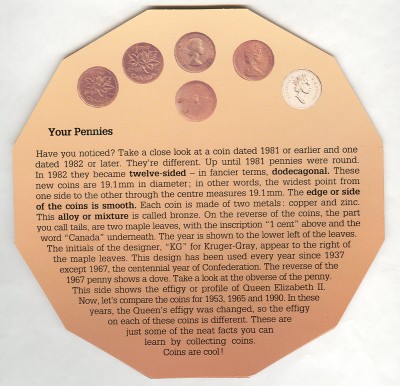 Your Pennies
Have you noticed? Take a close look at a coin dated 1981 or earlier and one
dated 1982 or later. They're different. Up until 1981 pennies were round.
In 1982 they became twelve-sided – in fancier terms, dodecagonal. These
new coins are 19.1mm in diameter; in other words, the widest point from
one side to the other through the centre measures 19.1mm. The edge or side
of the coins is smooth. Each coin is made of two metals: copper and zinc.
This alloy or mixture is called bronze. On the reverse of the coins, the part
you call tails, are two maple leaves, with the inscription "1 cent" above and the
word "Canada" underneath. The year is shown to the lower left of the leaves.
The initials of the designer, "KG" for Kruger-Gray, appear to the right of
the maple leaves. This design has been used every year since 1937
except 1967, the centennial year of Confederation. The reverse of the
1967 penny shows a dove. Take a look at the obverse of the penny.
This side shows the effigy or profile of Queen Elizabeth II.
Now, let's compare the coins for 1953, 1965 and 1990. In these
years, the Queen's effigy was changed, so the effigy
on each of these coins is different. These are
just some of the neat facts you can
learn by collecting coins.
Coins are cool!